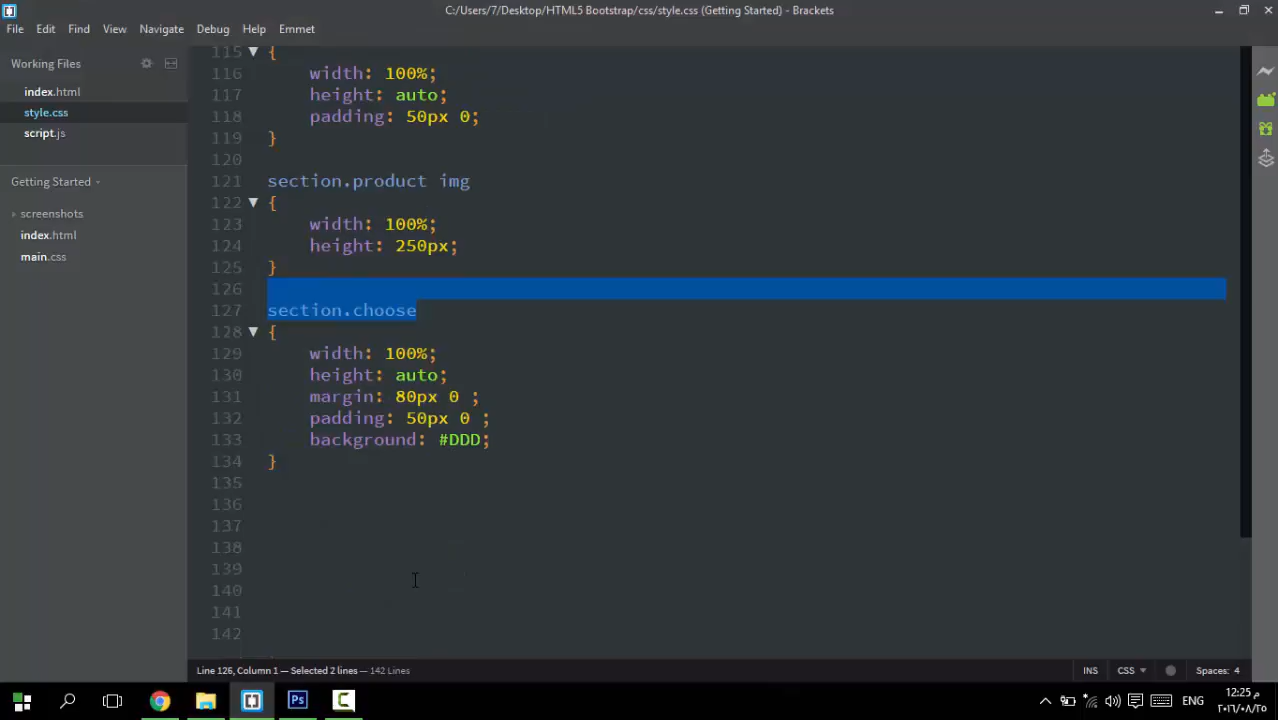 C:/Users/7/Desktop/HTML5 Bootstrap/css/style.css (Getting Started) - Brackets
File Edit Find View Navigate Debug Help Emmet
Working Files
index.html
style.css
script.js
Getting Started
screenshots
index.html
main.css
115 {
116 width: 100%;
117 height: auto;
118 padding: 50px 0;
119 }
120
121 section.product img
122 {
123 width: 100%;
124 height: 250px;
125 }
126
127 section.choose
128 {
129 width: 100%;
130 height: auto;
131 margin: 80px 0 ;
132 padding: 50px 0 ;
133 background: #DDD;
134 }
135
136
137
138
139
140
141
142
Line 126, Column 1 — Selected 2 lines — 142 Lines
INS CSS Spaces: 4
Ps C ENG
12:25 م
٢٠١٦/٠٨/٢٥